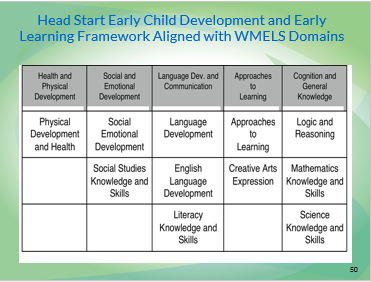 Head Start Early Child Development and Early
Learning Framework Aligned with WMELS Domains
Health and
Physical
Development
Social and
Emotional
Development
Language Dev. and
Communication
Approaches
to
Learning
Cognition and
General
Knowledge
Physical
Development
and Health
Social
Emotional
Development
Language
Development
Approaches
to
Learning
Logic and
Reasoning
Social Studies
Knowledge and
Skills
English
Language
Development
Creative Arts
Expression
Mathematics
Knowledge and
Skills
Literacy
Knowledge and
Skills
Science
Knowledge and
Skills
50